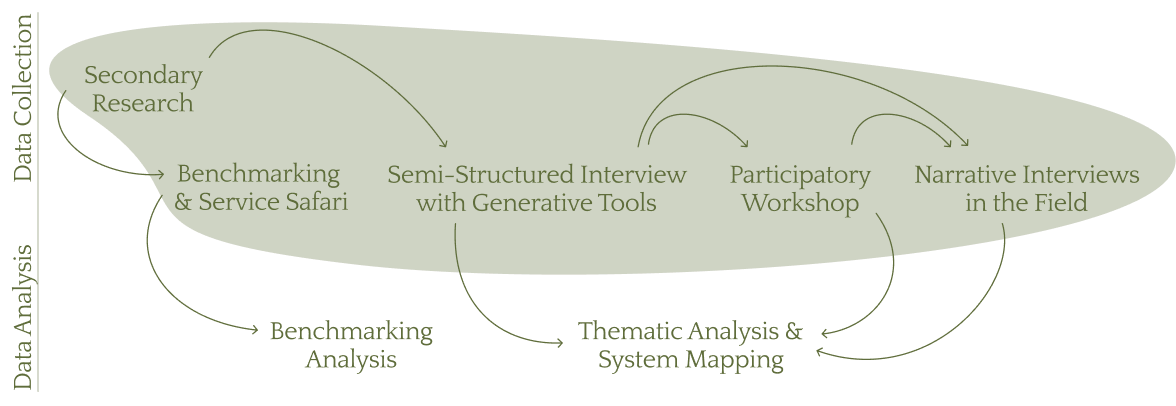 Data Collection
Secondary
Research
Benchmarking
& Service Safari
Semi-Structured Interview
with Generative Tools
Participatory
Workshop
Narrative Interviews
in the Field
Data Analysis
Benchmarking
Analysis
Thematic Analysis &
System Mapping